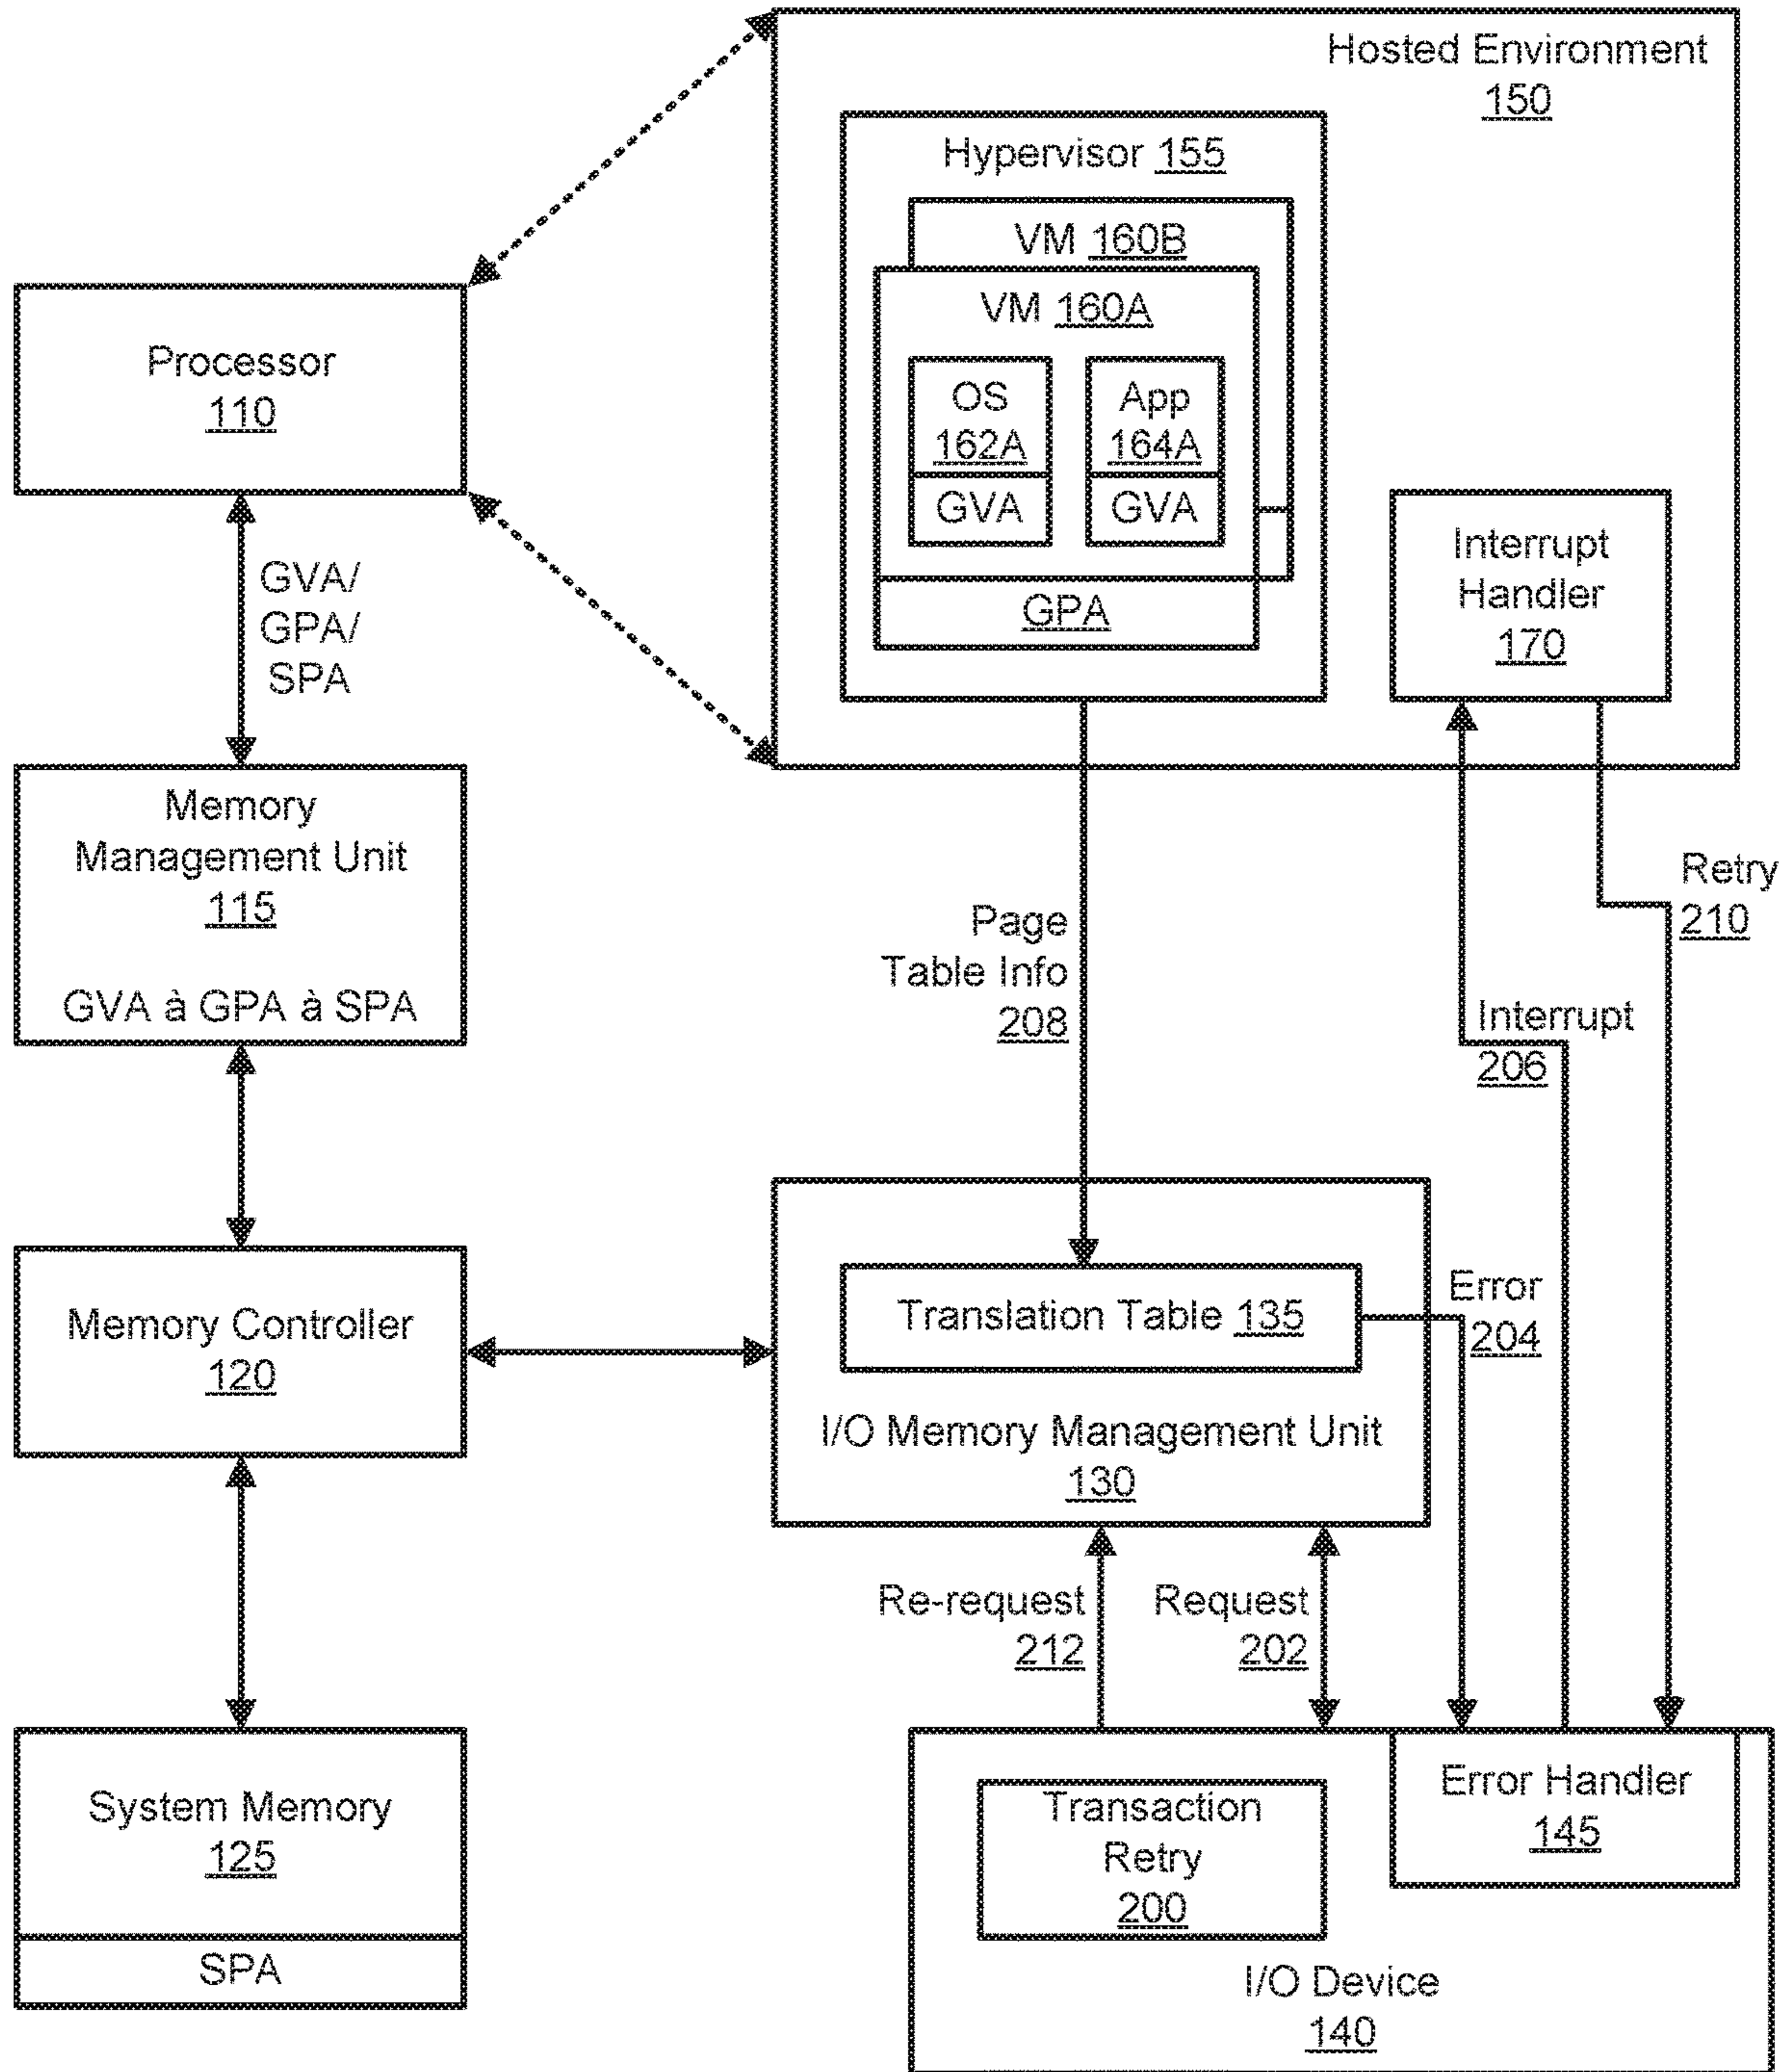 Hosted Environment
150
Hypervisor 155
VM 160B
VM 160A
OS
162A
GVA
App
164A
GVA
GPA
Interrupt
Handler
170
Processor
110
GVA/
GPA/
SPA
Memory
Management Unit
115
GVA à GPA à SPA
Page
Table Info
208
Retry
210
Interrupt
206
Memory Controller
120
Translation Table 135
I/O Memory Management Unit
130
Error
204
Re-request
212
Request
202
System Memory
125
SPA
Transaction
Retry
200
Error Handler
145
I/O Device
140